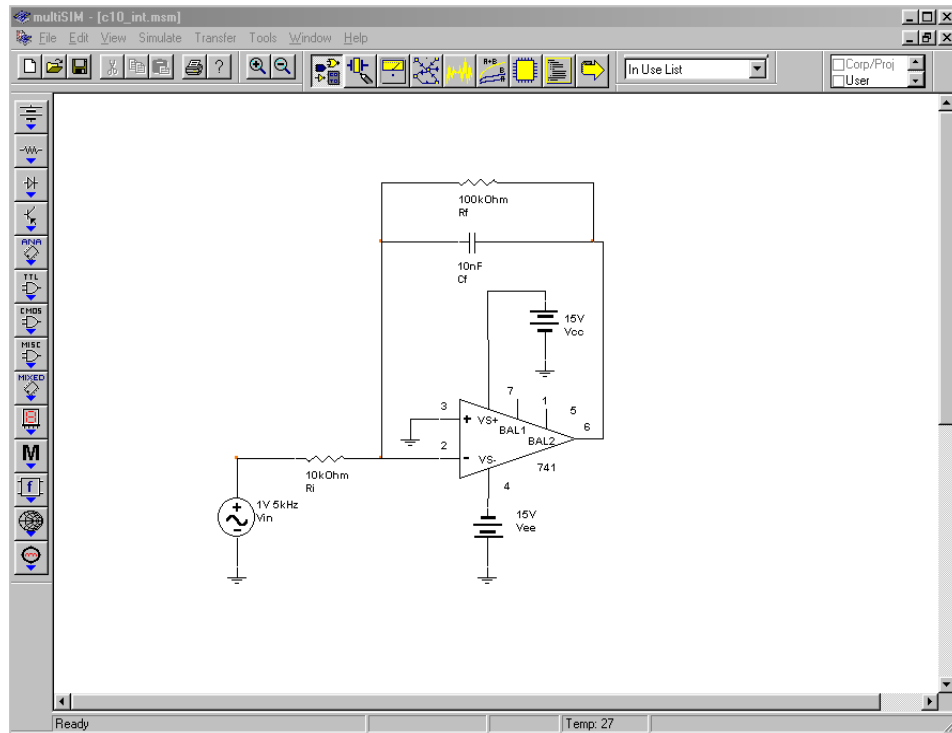 multiSIM - [c10_int.msm]
File Edit View Simulate Transfer Tools Window Help
? A+B In Use List Corp/Proj
User
ANA
TTL
CMOS
MISC
MIXED
M
f
100kOhm
Rf
10nF
Cf
15V
Vcc
7
1
3
5
VS+
BAL1
6
BAL2
2
VS-
741
10kOhm
Ri
4
1V 5kHz
Vin
15V
Vee
Ready Temp: 27